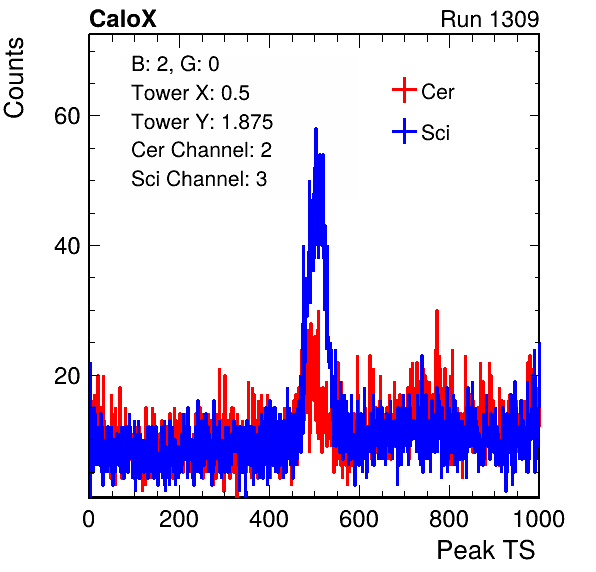 CaloX Run 1309
Counts
B: 2, G: 0
Tower X: 0.5
Tower Y: 1.875
Cer Channel: 2
Sci Channel: 3
Cer
Sci
60
40
20
0 200 400 600 800 1000
Peak TS